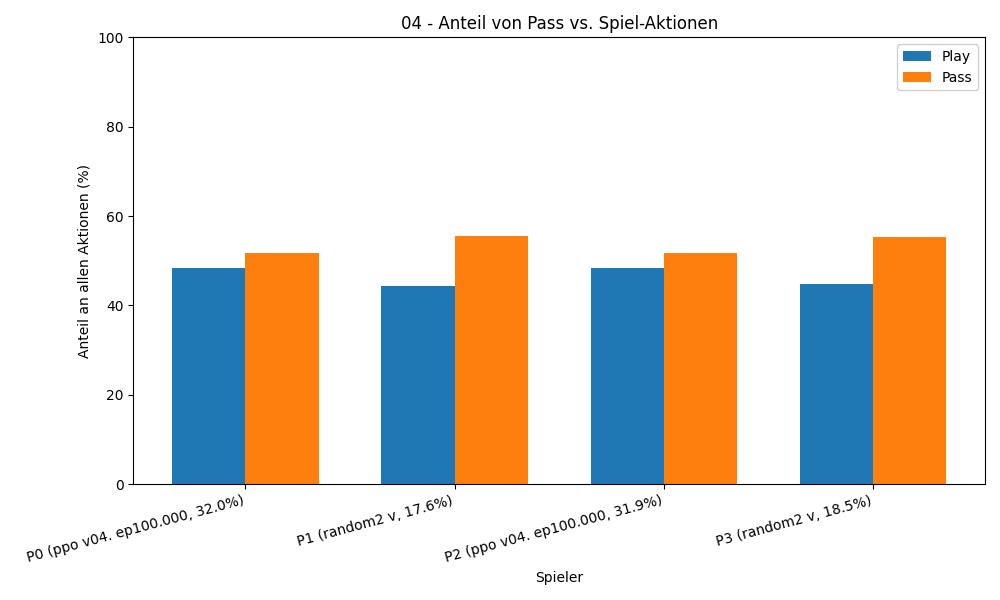 04 - Anteil von Pass vs. Spiel-Aktionen
Play
Pass
Anteil an allen Aktionen (%)
100
80
60
40
20
0
P0 (ppo v04. ep100.000, 32.0%)
P1 (random2 v, 17.6%)
P2 (ppo v04. ep100.000, 31.9%)
P3 (random2 v, 18.5%)
Spieler